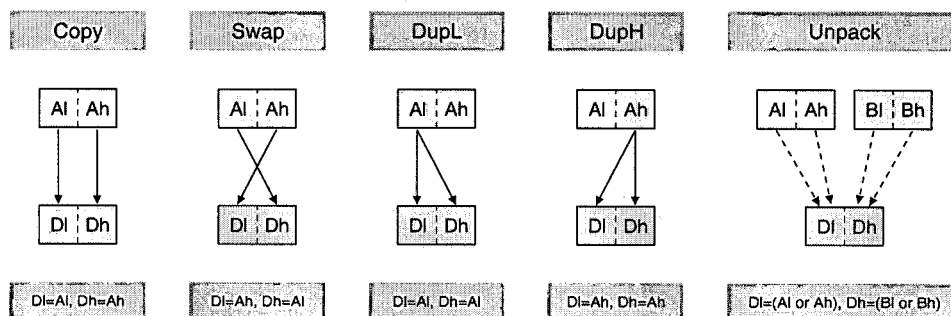 Copy Swap DupL DupH Unpack
Al Ah Al Ah Al Ah Al Ah Al Ah Bl Bh
Dl Dh Dl Dh Dl Dh Dl Dh Dl Dh
Dl=Al, Dh=Ah Dl=Ah, Dh=Al Dl=Al, Dh=Al Dl=Ah, Dh=Ah Dl=(Al or Ah), Dh=(Bl or Bh)